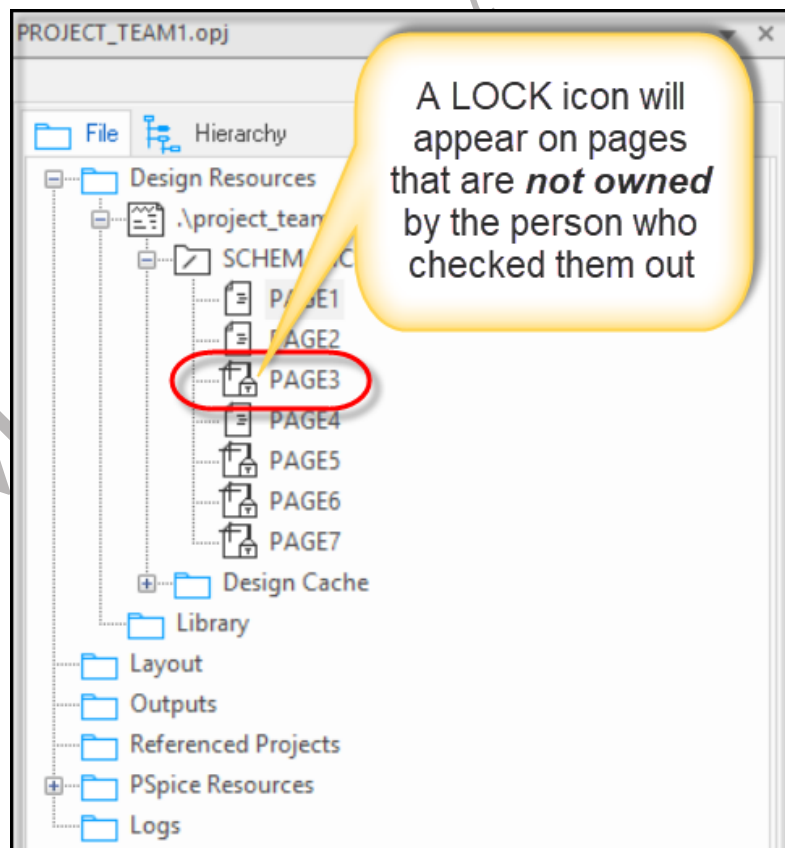 PROJECT_TEAM1.opj
A LOCK icon will
appear on pages
that are not owned
by the person who
checked them out
File Hierarchy
Design Resources
.\project_team
PAGE1
PAGE2
PAGE3
PAGE4
PAGE5
PAGE6
PAGE7
Design Cache
Library
Layout
Outputs
Referenced Projects
PSpice Resources
Logs